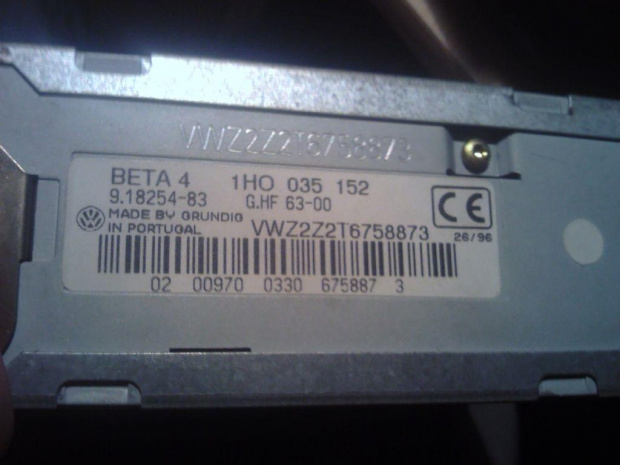 VWZ2Z2T6758873
BETA 4 1HO 035 152
9.18254-83 G.HF 63-00
MADE BY GRUNDIG
IN PORTUGAL VWZ2Z2T6758873
CE
26/96
02 00970 0330 675887 3